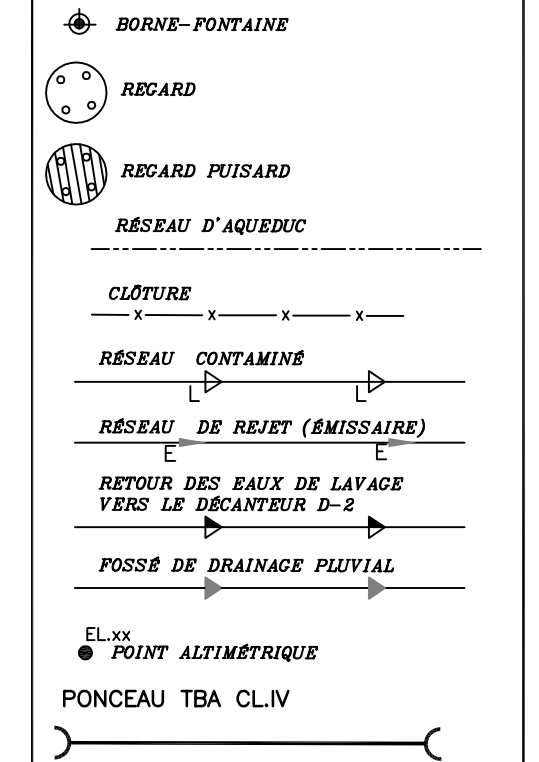 BORNE-FONTAINE
REGARD
REGARD PUISARD
RÉSEAU D'AQUEDUC
CLÔTURE
x x x x
RÉSEAU CONTAMINÉ
L L
RÉSEAU DE REJET (ÉMISSAIRE)
E E
RETOUR DES EAUX DE LAVAGE
VERS LE DÉCANTEUR D-2
FOSSÉ DE DRAINAGE PLUVIAL
EL.xx
POINT ALTIMÉTRIQUE
PONCEAU TBA CL.IV